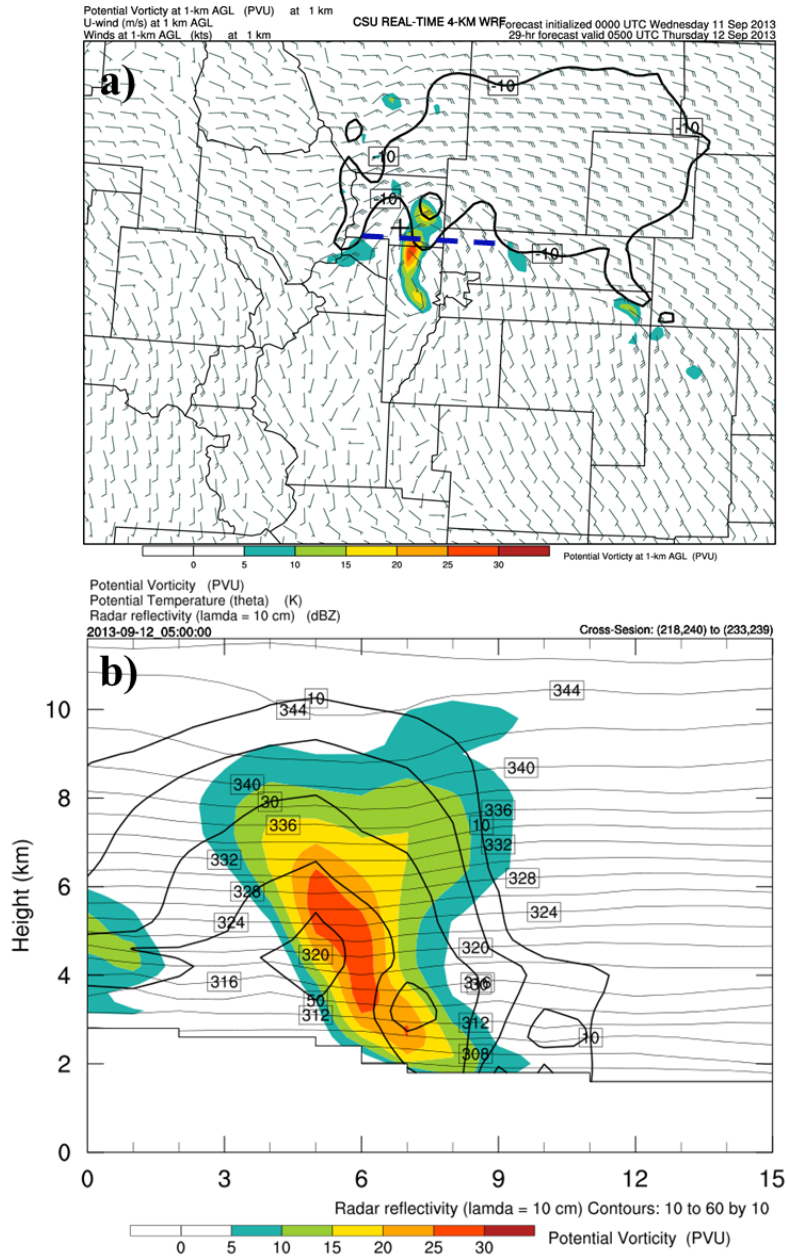 Potential Vorticity at 1-km AGL (PVU) at 1 km
U-wind (m/s) at 1 km AGL
Winds at 1-km AGL (kts) at 1 km
CSU REAL-TIME 4-KM WRF
Forecast initialized 0000 UTC Wednesday 11 Sep 2013
29-hr forecast valid 0500 UTC Thursday 12 Sep 2013
a)
-10
-10
-10
-10
-10
0 5 10 15 20 25 30
Potential Vorticty at 1-km AGL (PVU)
Potential Vorticity (PVU)
Potential Temperature (theta) (K)
Radar reflectivity (lamda = 10 cm) (dBZ)
2013-09-12_05:00:00
Cross-Sesion: (218,240) to (233,239)
b)
Height (km)
10
8
6
4
2
0
10
344
344
340
340
30
336
336
10
332
332
328
328
324
324
320
320
316
316
50
312
312
308
10
0 3 6 9 12 15
Radar reflectivity (lamda = 10 cm) Contours: 10 to 60 by 10
0 5 10 15 20 25 30
Potential Vorticity (PVU)